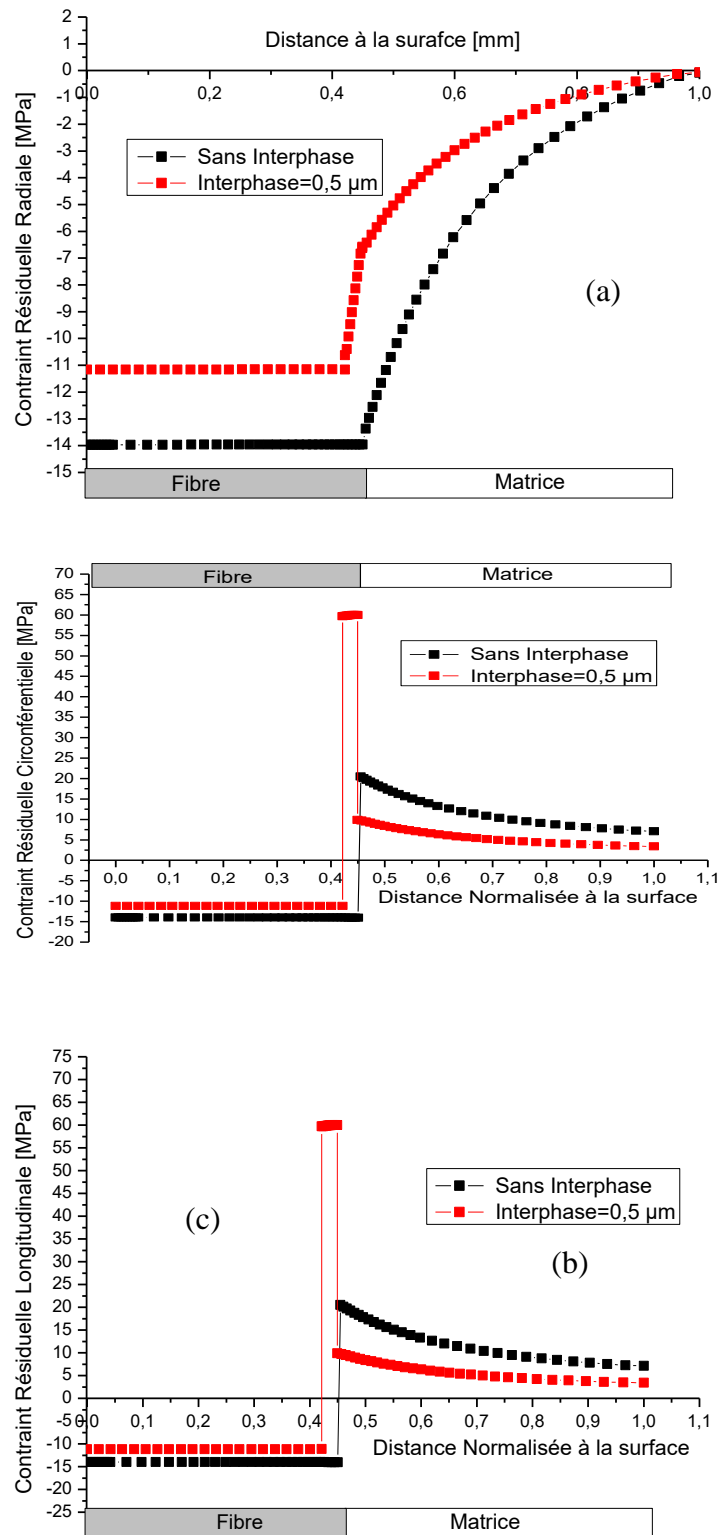 2
1
0
-1
-2
-3
-4
-5
-6
-7
-8
-9
-10
-11
-12
-13
-14
-15
Contraint Résiduelle Radiale [MPa]
Distance à la surafce [mm]
0,0 0,2 0,4 0,6 0,8 1,0
Sans Interphase
Interphase=0,5 µm
(a)
Fibre Matrice
Fibre Matrice
70
65
60
55
50
45
40
35
30
25
20
15
10
5
0
-5
-10
-15
-20
Contraint Résiduelle Circonférentielle [MPa]
Sans Interphase
Interphase=0,5 µm
0,0 0,1 0,2 0,3 0,4 0,5 0,6 0,7 0,8 0,9 1,0
Distance Normalisée à la surface
75
70
65
60
55
50
45
40
35
30
25
20
15
10
5
0
-5
-10
-15
-20
-25
Contraint Résiduelle Longitudinale [MPa]
Sans Interphase
Interphase=0,5 µm
(c)
(b)
0,0 0,1 0,2 0,3 0,4 0,5 0,6 0,7 0,8 0,9 1,0
Distance Normalisée à la surface
Fibre Matrice